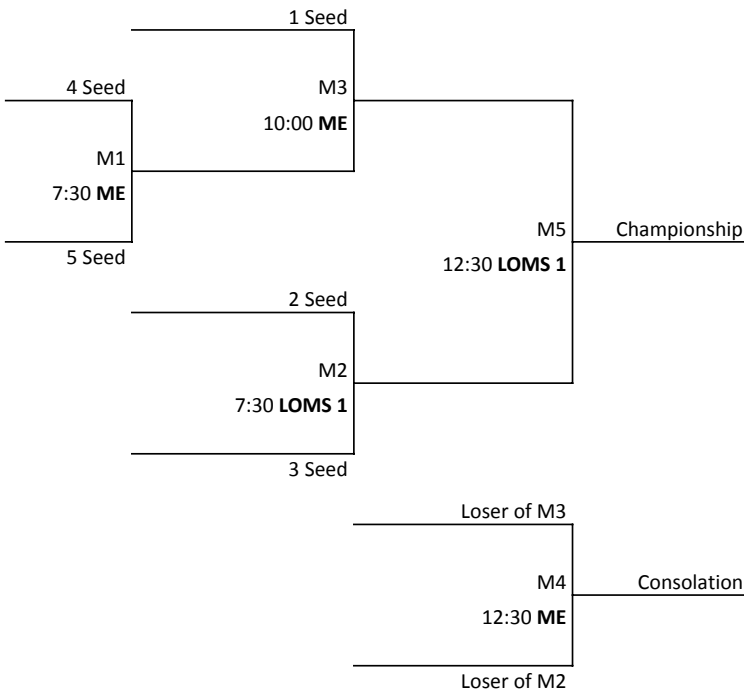 1 Seed
4 Seed
M3
10:00 ME
M1
7:30 ME
M5
Championship
5 Seed
12:30 LOMS 1
2 Seed
M2
7:30 LOMS 1
3 Seed
Loser of M3
M4
Consolation
12:30 ME
Loser of M2